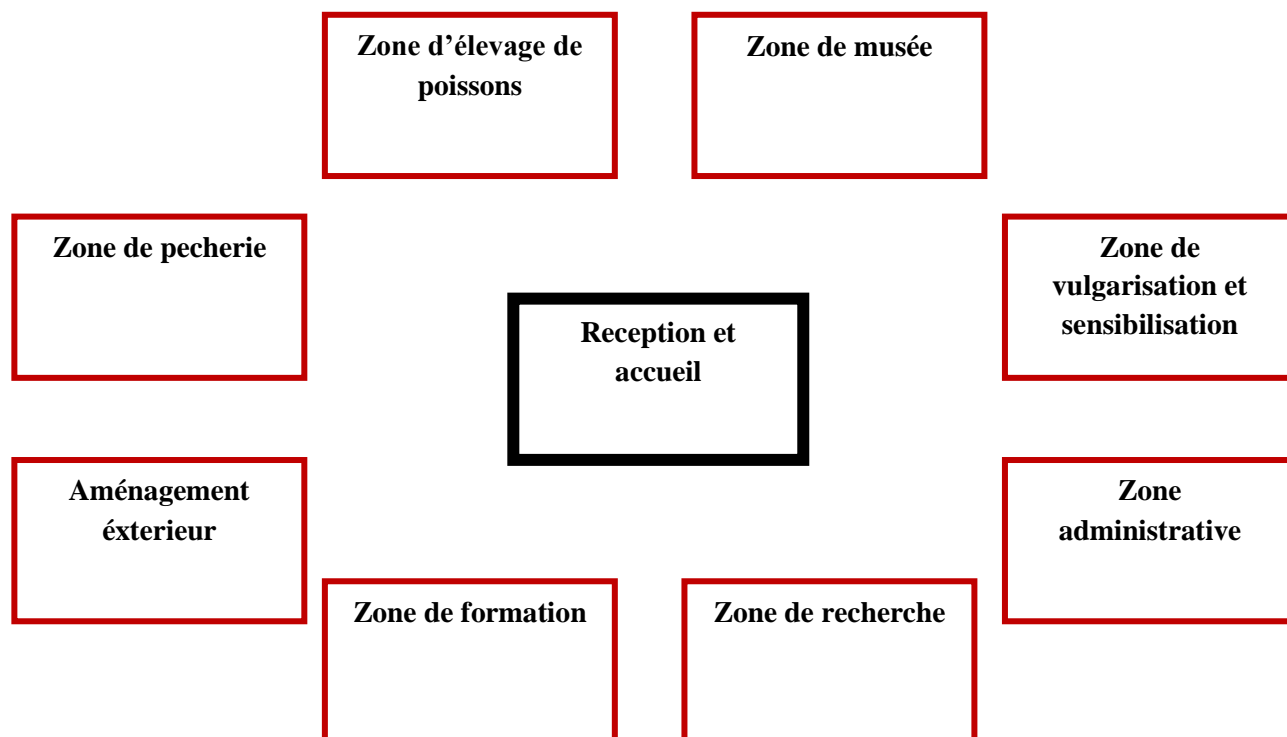 Zone d’élevage de
poissons
Zone de musée
Zone de pecherie
Zone de
vulgarisation et
sensibilisation
Reception et
accueil
Aménagement
éxterieur
Zone
administrative
Zone de formation
Zone de recherche